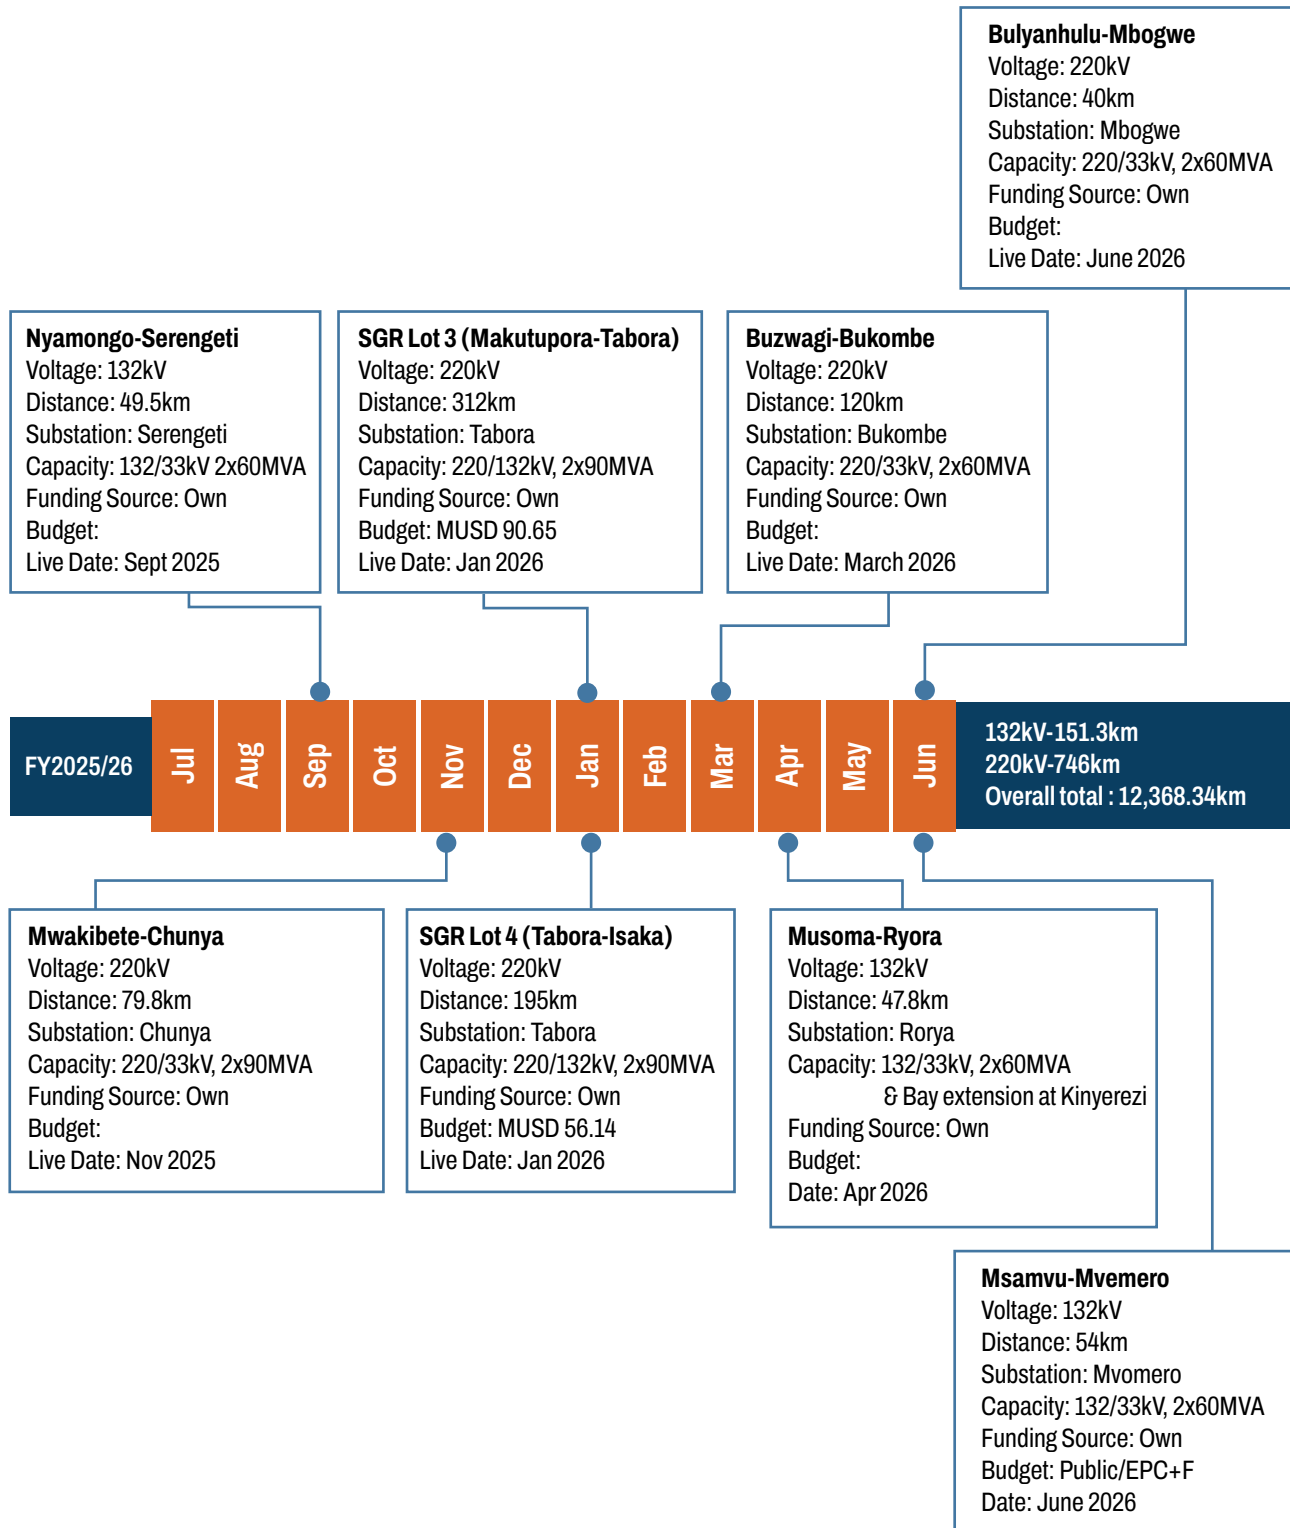 Bulyanhulu-Mbogwe
Voltage: 220kV
Distance: 40km
Substation: Mbogwe
Capacity: 220/33kV, 2x60MVA
Funding Source: Own
Budget:
Live Date: June 2026
Nyamongo-Serengeti
Voltage: 132kV
Distance: 49.5km
Substation: Serengeti
Capacity: 132/33kV 2x60MVA
Funding Source: Own
Budget:
Live Date: Sept 2025
SGR Lot 3 (Makutupora-Tabora)
Voltage: 220kV
Distance: 312km
Substation: Tabora
Capacity: 220/132kV, 2x90MVA
Funding Source: Own
Budget: MUSD 90.65
Live Date: Jan 2026
Buzwagi-Bukombe
Voltage: 220kV
Distance: 120km
Substation: Bukombe
Capacity: 220/33kV, 2x60MVA
Funding Source: Own
Budget:
Live Date: March 2026
FY2025/26
Jul
Aug
Sep
Oct
Nov
Dec
Jan
Feb
Mar
Apr
May
Jun
132kV-151.3km
220kV-746km
Overall total : 12,368.34km
Mwakibete-Chunya
Voltage: 220kV
Distance: 79.8km
Substation: Chunya
Capacity: 220/33kV, 2x90MVA
Funding Source: Own
Budget:
Live Date: Nov 2025
SGR Lot 4 (Tabora-Isaka)
Voltage: 220kV
Distance: 195km
Substation: Tabora
Capacity: 220/132kV, 2x90MVA
Funding Source: Own
Budget: MUSD 56.14
Live Date: Jan 2026
Musoma-Ryora
Voltage: 132kV
Distance: 47.8km
Substation: Rorya
Capacity: 132/33kV, 2x60MVA
& Bay extension at Kinyerezi
Funding Source: Own
Budget:
Date: Apr 2026
Msamvu-Mvemero
Voltage: 132kV
Distance: 54km
Substation: Mvomero
Capacity: 132/33kV, 2x60MVA
Funding Source: Own
Budget: Public/EPC+F
Date: June 2026